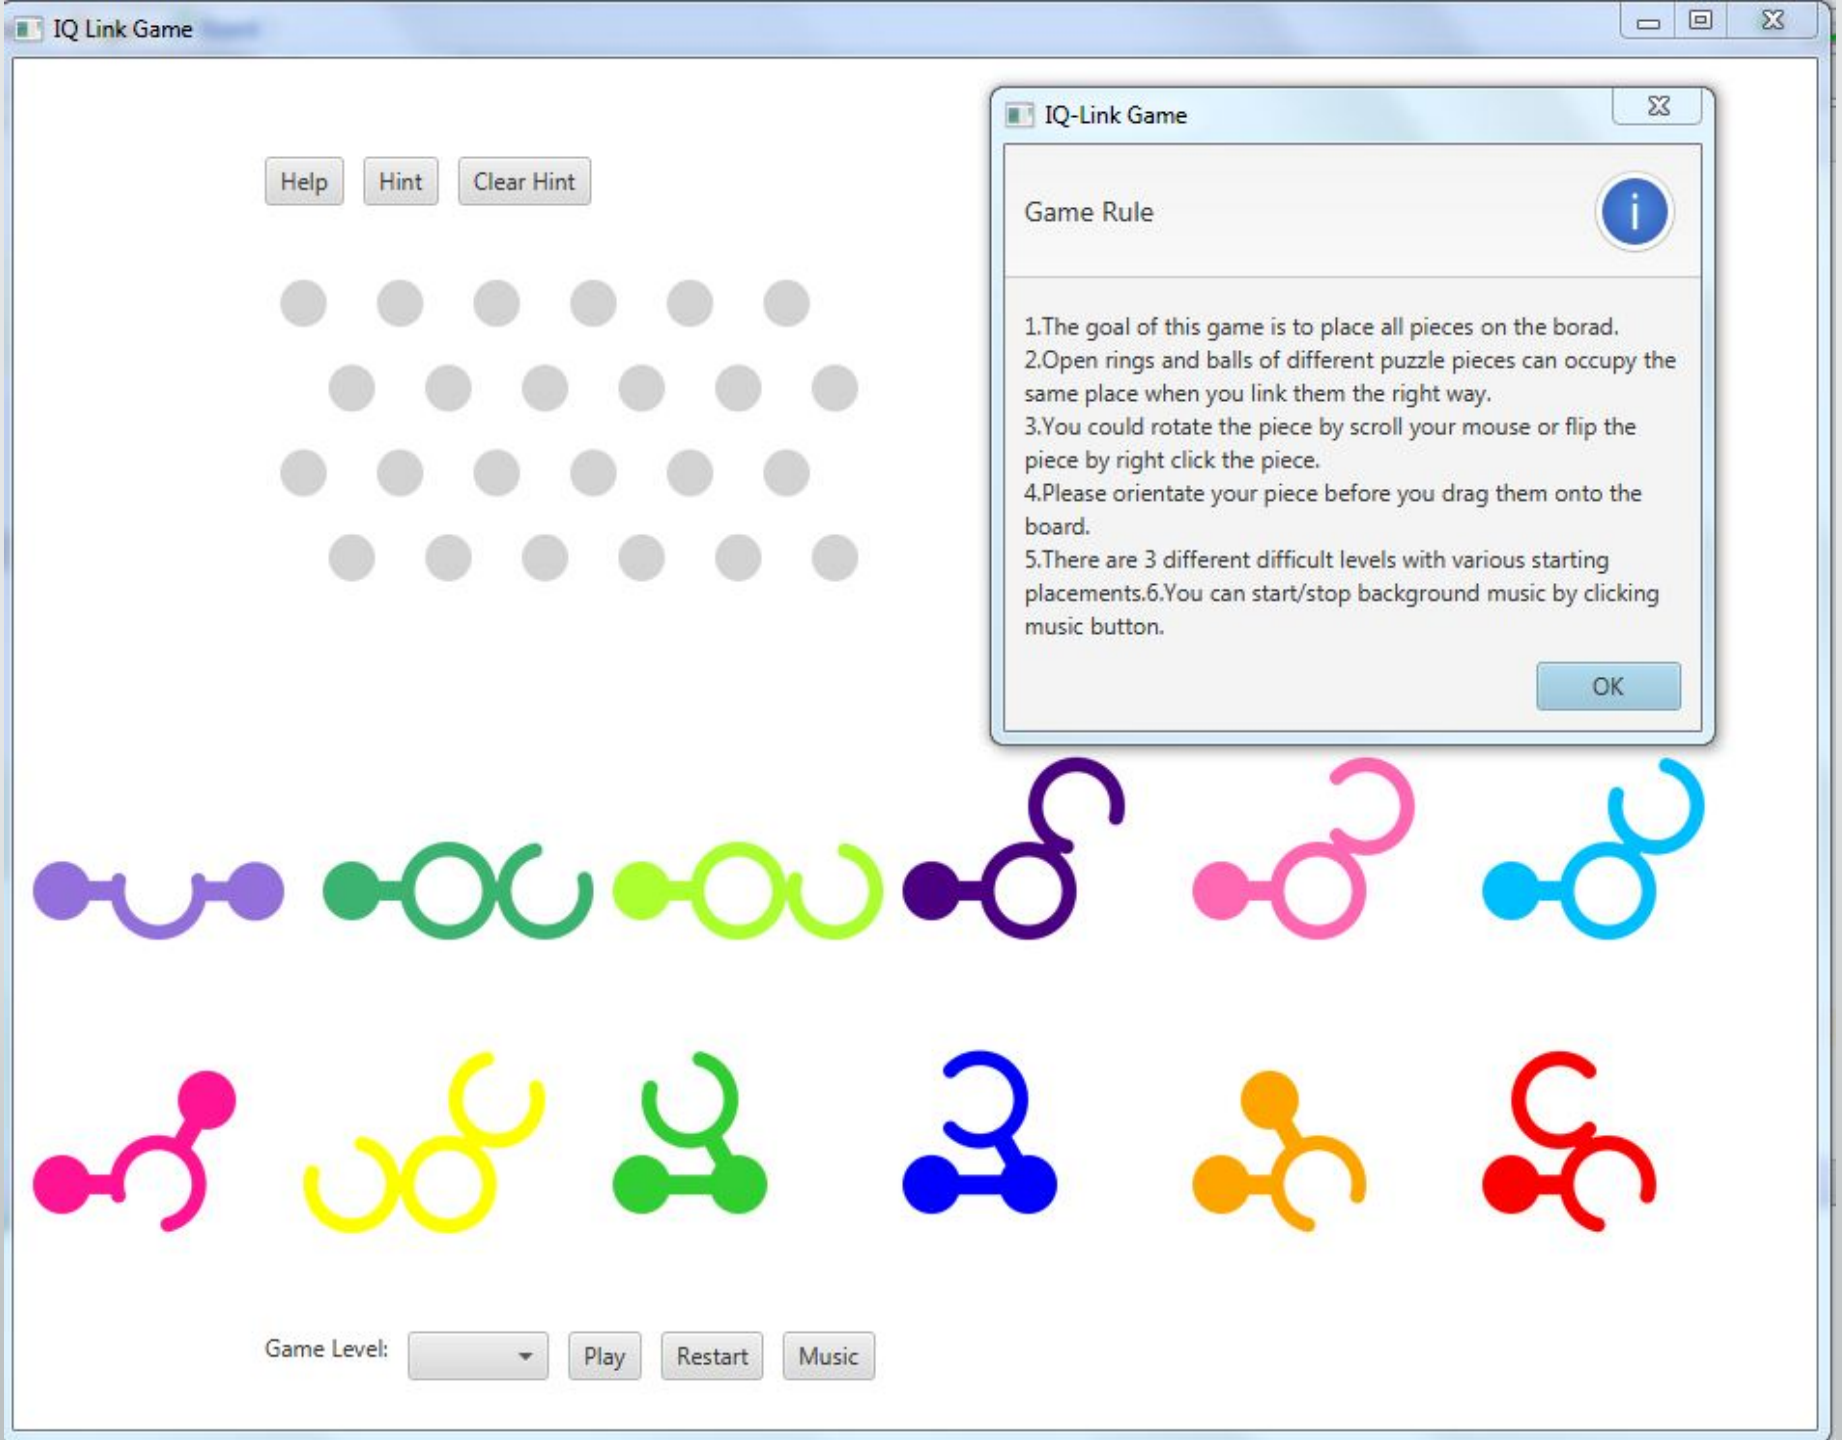 IQ Link Game
Help Hint Clear Hint
IQ-Link Game
Game Rule
i
1.The goal of this game is to place all pieces on the borad.
2.Open rings and balls of different puzzle pieces can occupy the
same place when you link them the right way.
3.You could rotate the piece by scroll your mouse or flip the
piece by right click the piece.
4.Please orientate your piece before you drag them onto the
board.
5.There are 3 different difficult levels with various starting
placements.6.You can start/stop background music by clicking
music button.
OK
Game Level: Play Restart Music